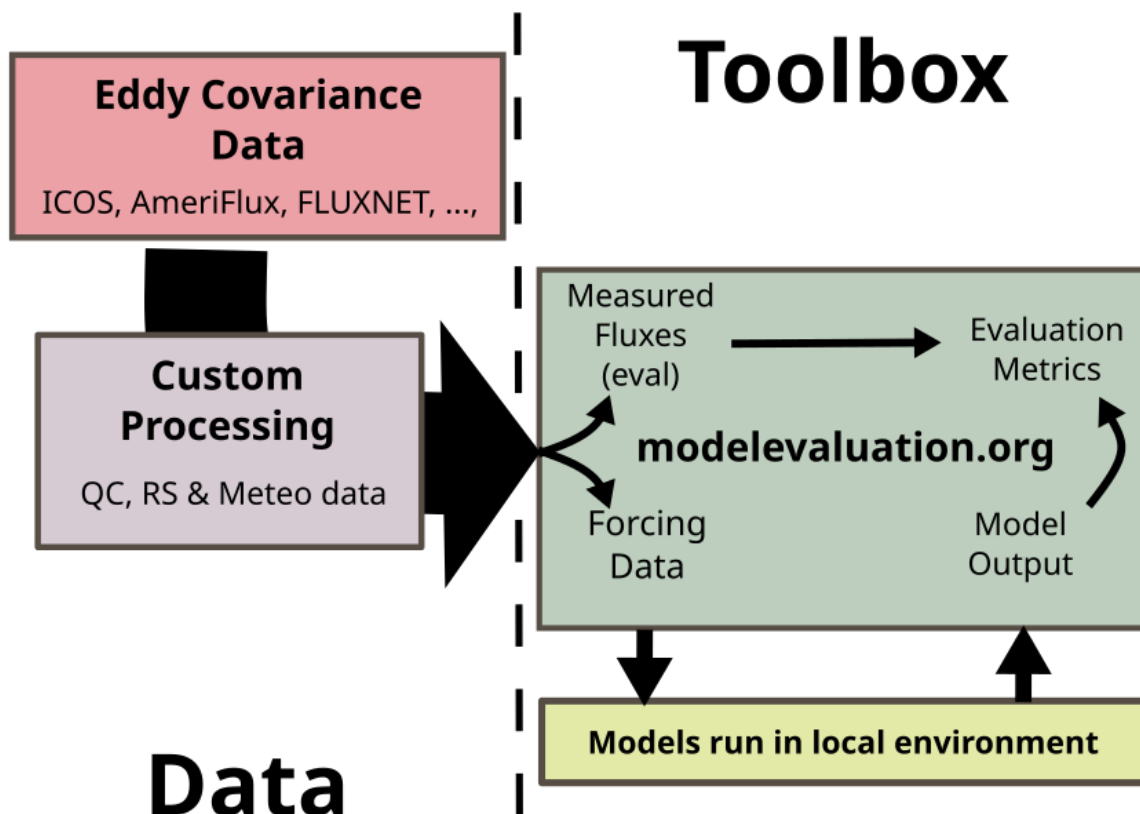 Toolbox
Eddy Covariance
Data
ICOS, AmeriFlux, FLUXNET, ...,
Custom
Processing
QC, RS & Meteo data
Measured
Fluxes
(eval)
Evaluation
Metrics
modelevaluation.org
Forcing
Data
Model
Output
Models run in local environment
Data